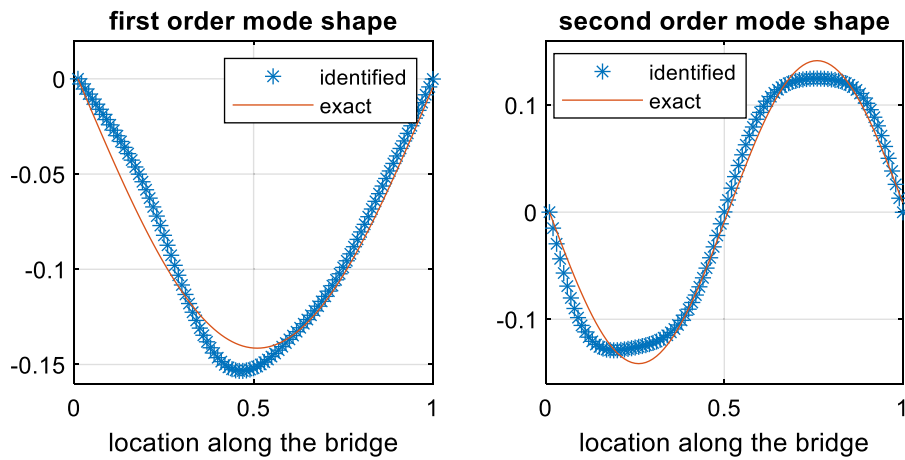 first order mode shape
identified
exact
0
-0.05
-0.1
-0.15
0
0.5
1
location along the bridge
second order mode shape
identified
exact
0.1
0
-0.1
0
0.5
1
location along the bridge